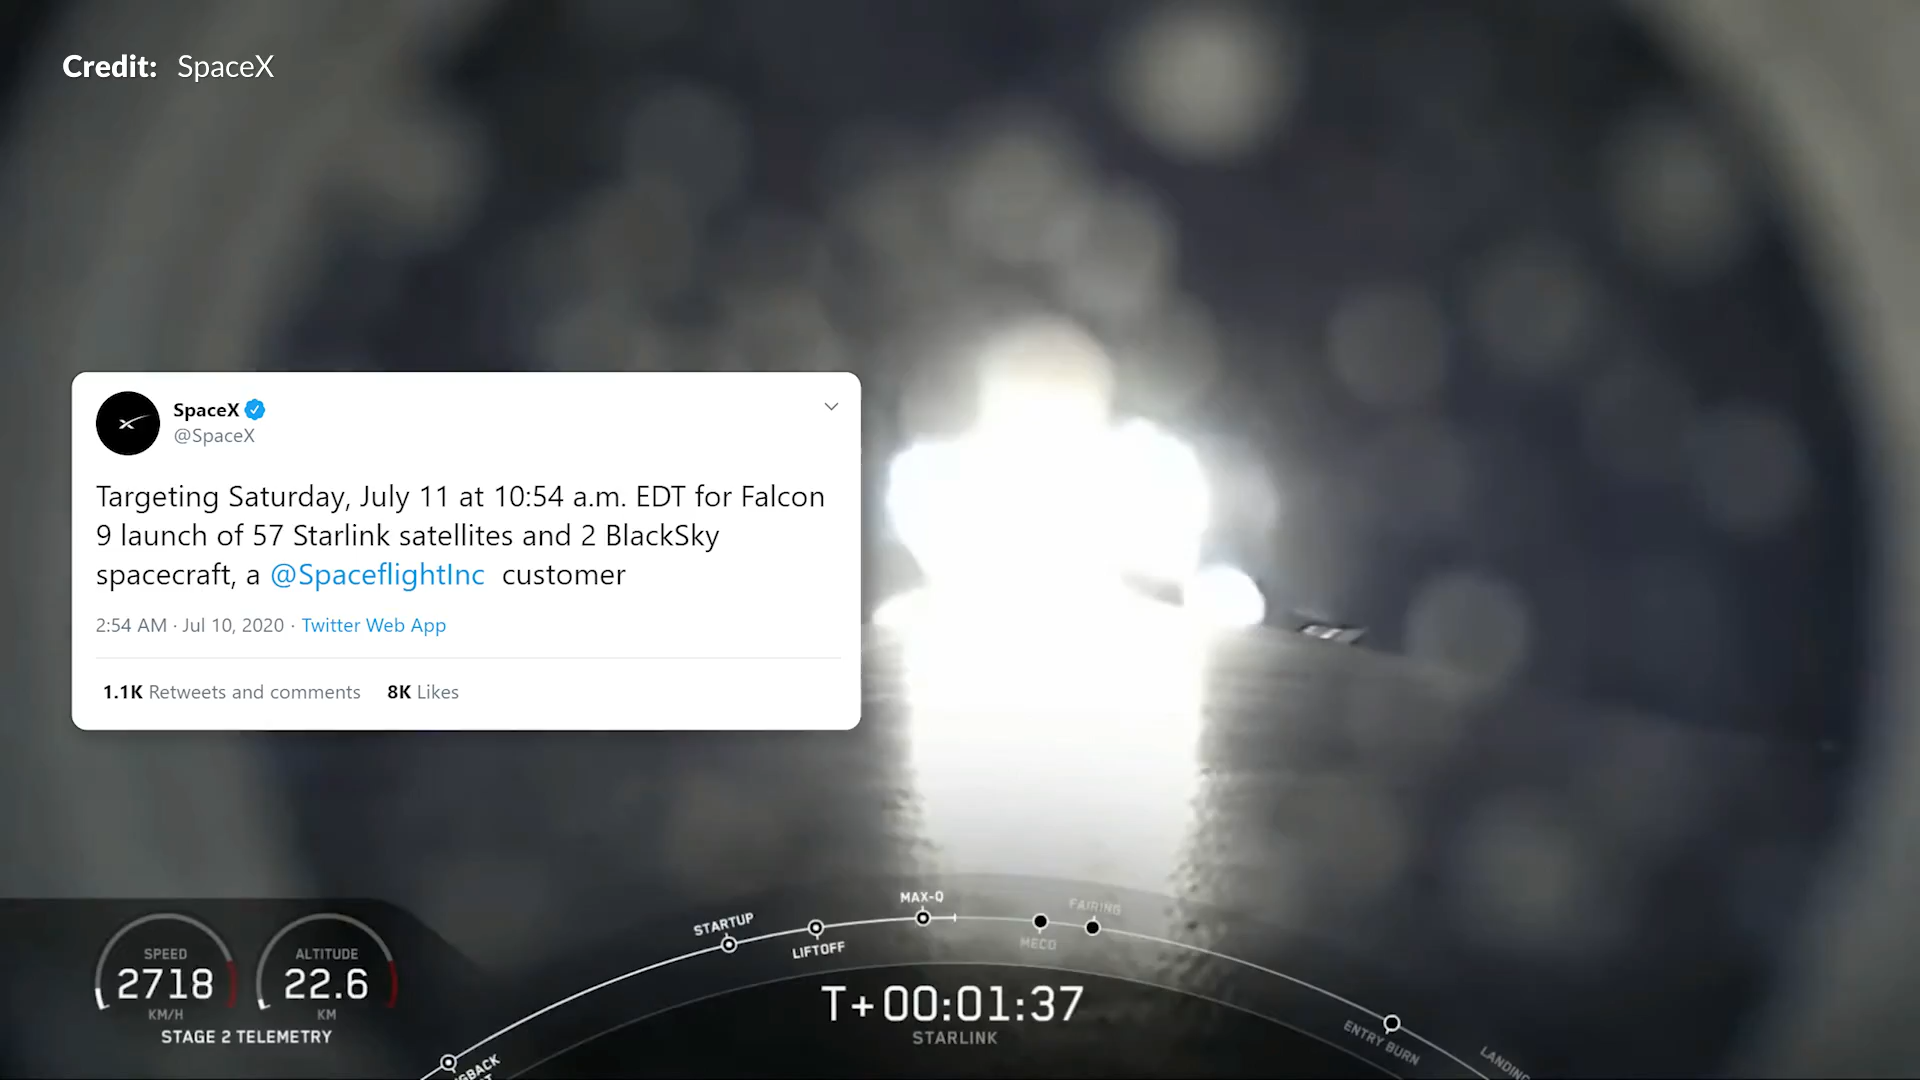 Credit: SpaceX
SpaceX
@SpaceX
Targeting Saturday, July 11 at 10:54 a.m. EDT for Falcon
9 launch of 57 Starlink satellites and 2 BlackSky
spacecraft, a @SpaceflightInc customer
2:54 AM · Jul 10, 2020 · Twitter Web App
1.1K Retweets and comments 8K Likes
SPEED
2718
KM/H
ALTITUDE
22.6
KM
STAGE 2 TELEMETRY
STARTUP
LIFTOFF
MAX-Q
MECO
FAIRING
ENTRY BURN
T+00:01:37
STARLINK